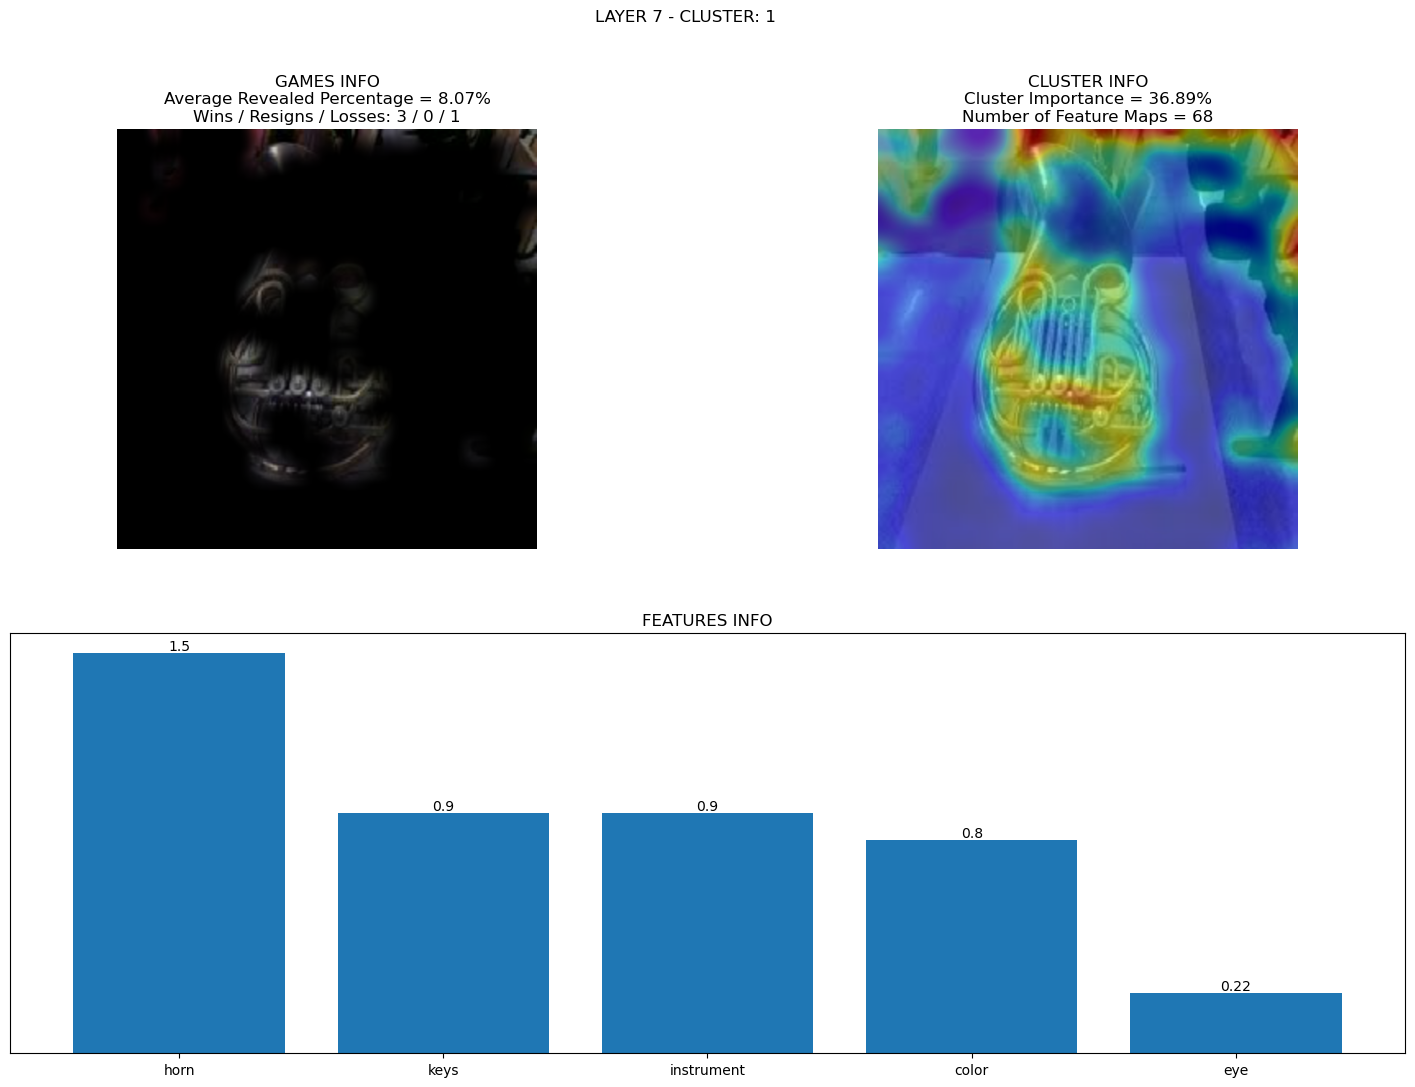 LAYER 7 - CLUSTER: 1
GAMES INFO
Average Revealed Percentage = 8.07%
Wins / Resigns / Losses: 3 / 0 / 1
CLUSTER INFO
Cluster Importance = 36.89%
Number of Feature Maps = 68
FEATURES INFO
1.5
0.9
0.9
0.8
0.22
horn
keys
instrument
color
eye